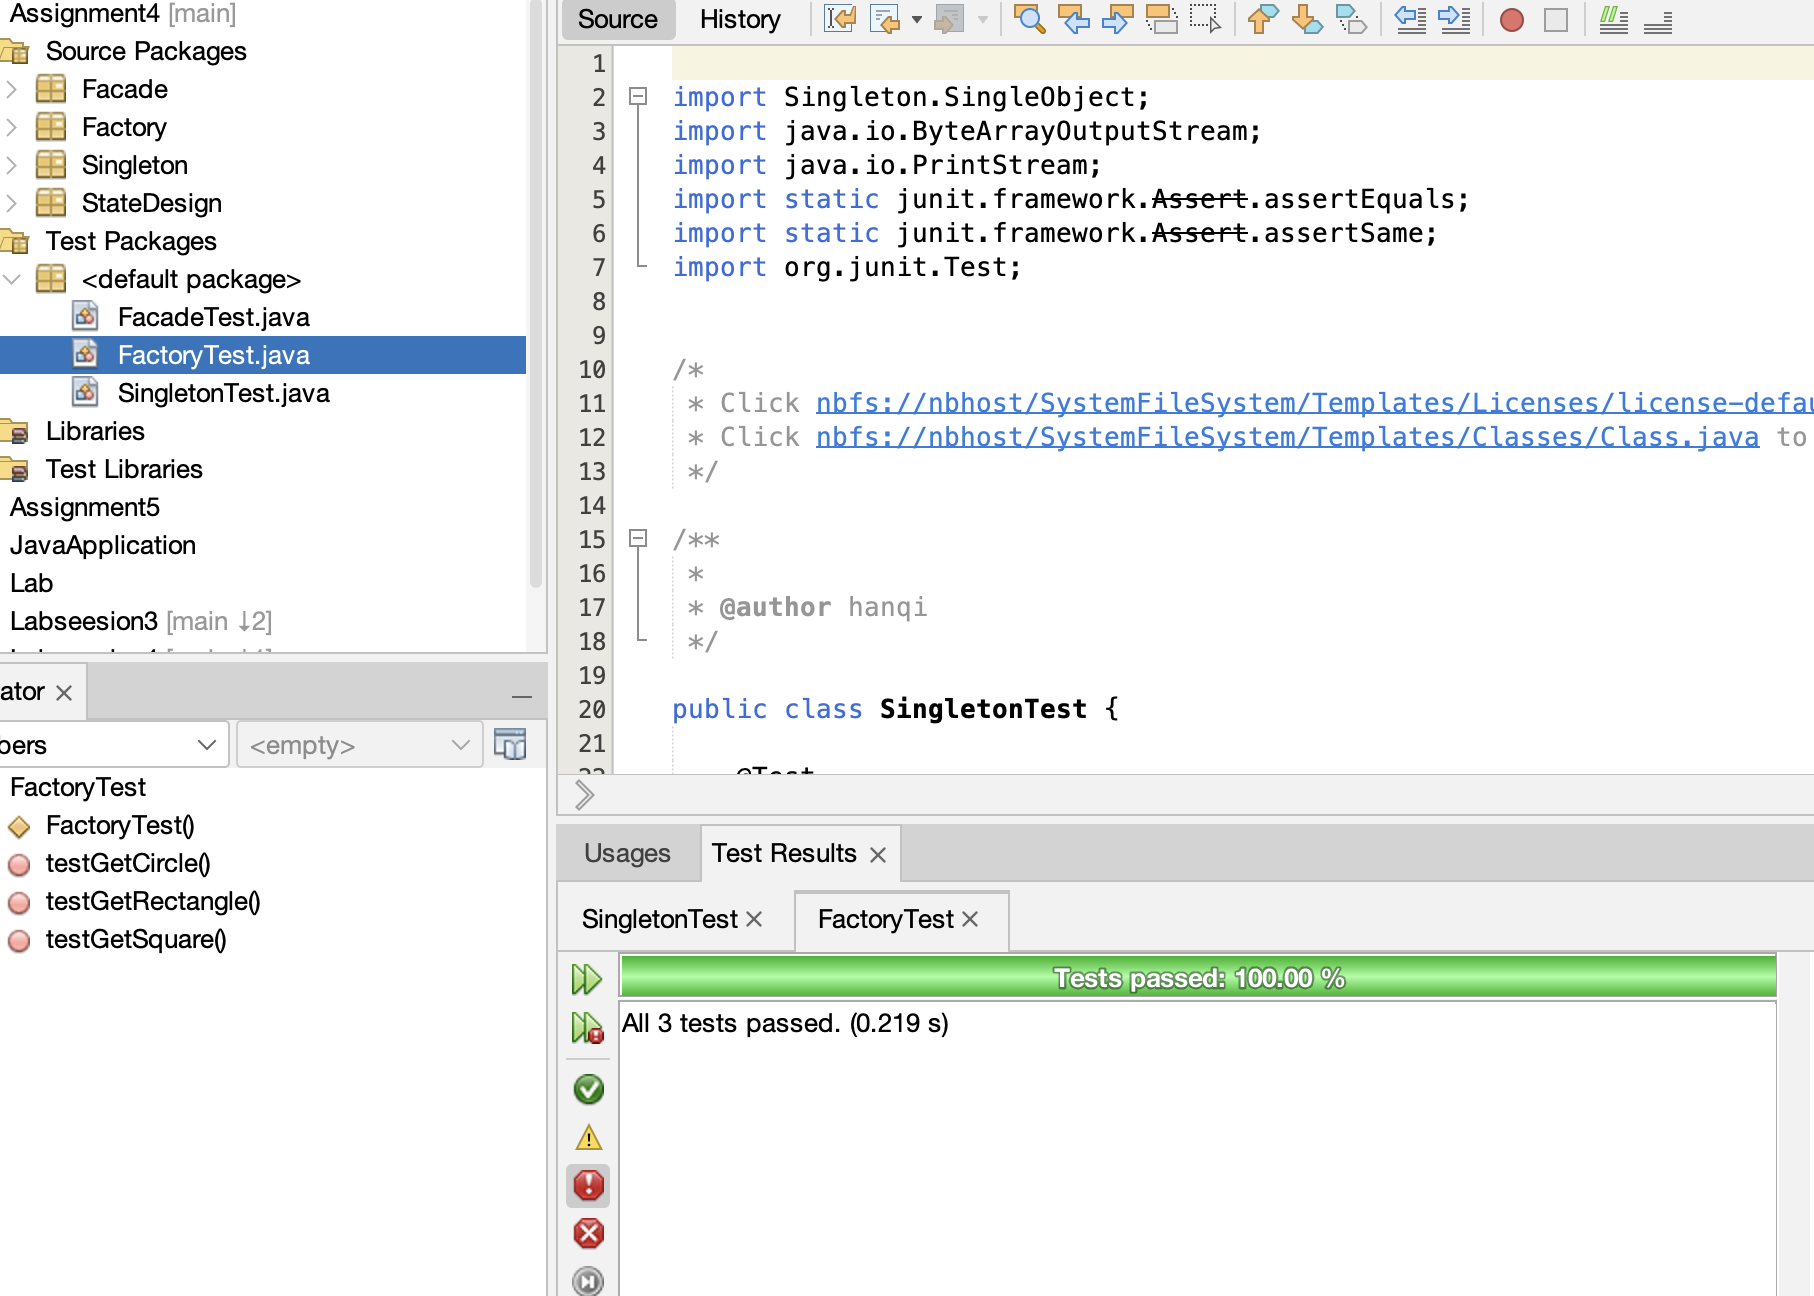 Assignment4 [main]
Source Packages
Facade
Factory
Singleton
StateDesign
Test Packages
<default package>
FacadeTest.java
FactoryTest.java
SingletonTest.java
Libraries
Test Libraries
Assignment5
JavaApplication
Lab
Labseesion3 [main ↓2]
ator
bers
<empty>
FactoryTest
FactoryTest()
testGetCircle()
testGetRectangle()
testGetSquare()
Source History
1
2 import Singleton.SingleObject;
3 import java.io.ByteArrayOutputStream;
4 import java.io.PrintStream;
5 import static junit.framework.Assert.assertEquals;
6 import static junit.framework.Assert.assertSame;
7 import org.junit.Test;
8
9
10 /*
11 * Click nbfs://nbhost/SystemFileSystem/Templates/Licenses/license-defau
12 * Click nbfs://nbhost/SystemFileSystem/Templates/Classes/Class.java to
13 */
14
15 /**
16 *
17 * @author hanqi
18 */
19
20 public class SingletonTest {
21
22 @Test
Usages Test Results
SingletonTest FactoryTest
Tests passed: 100.00 %
All 3 tests passed. (0.219 s)